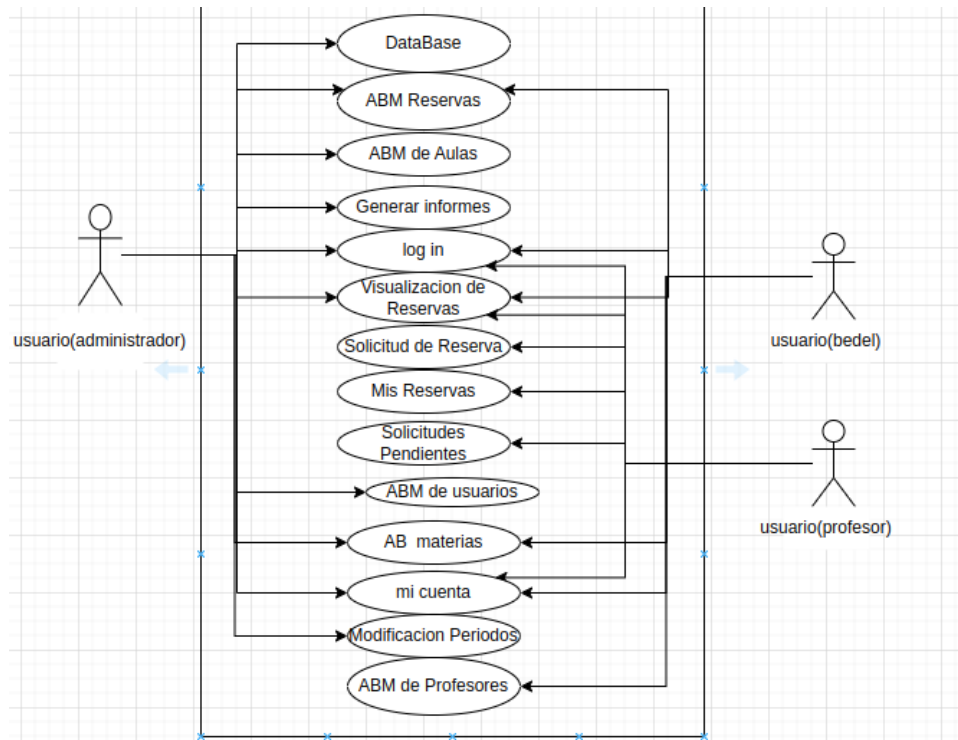 DataBase
ABM Reservas
ABM de Aulas
Generar informes
log in
Visualizacion de
Reservas
usuario(administrador)
usuario(bedel)
Solicitud de Reserva
Mis Reservas
Solicitudes
Pendientes
ABM de usuarios
usuario(profesor)
AB materias
mi cuenta
Modificacion Periodos
ABM de Profesores